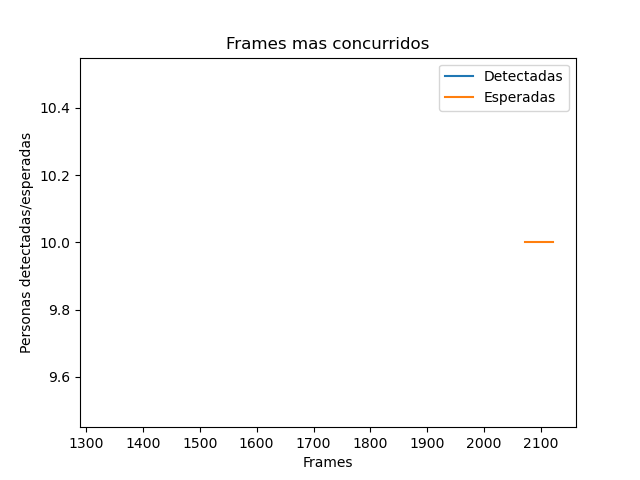 Frames mas concurridos
Detectadas
Esperadas
Personas detectadas/esperadas
10.4
10.2
10.0
9.8
9.6
1300 1400 1500 1600 1700 1800 1900 2000 2100
Frames